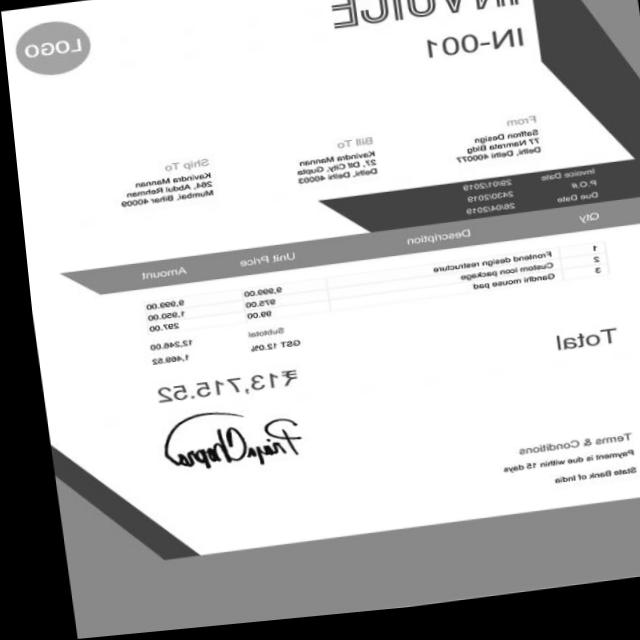 LOGO
INVOICE
IN-001
From
Saffron Design
77 Namrata Bldg
Delhi, Delhi 400077
Bill To
Kavindra Mannan
27, Dlf City, Gupta
Delhi, Delhi 40003
Ship To
Kavindra Mannan
264, Abdul Rehman
Mumbai, Bihar 40009
Invoice Date 29/01/2019
P.O.# 2430/2019
Due Date 26/04/2019
Qty Description Unit Price Amount
1 Frontend design restructure 9,999.00 9,999.00
2 Custom icon package 975.00 1,950.00
3 Gandhi mouse pad 99.00 297.00
Subtotal 12,246.00
GST 12.0% 1,469.52
Total ₹13,715.52
Priya Chopra
Terms & Conditions
Payment is due within 15 days
State Bank of India